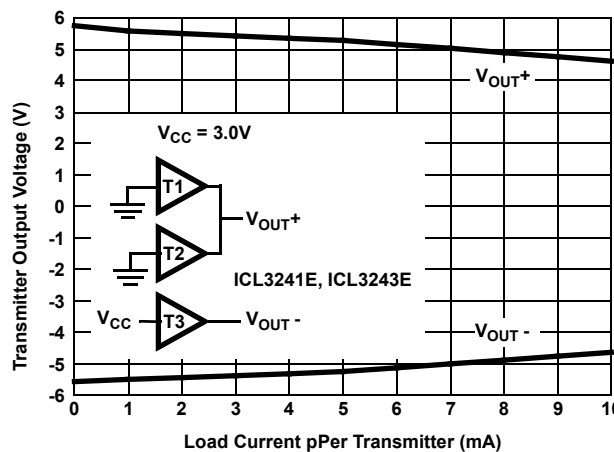 Transmitter Output Voltage (V)
6
5
4
3
2
1
0
-1
-2
-3
-4
-5
-6
VOUT+
VCC = 3.0V
T1
VOUT+
T2
ICL3241E, ICL3243E
VCC
T3
VOUT -
VOUT -
0 1 2 3 4 5 6 7 8 9 10
Load Current pPer Transmitter (mA)